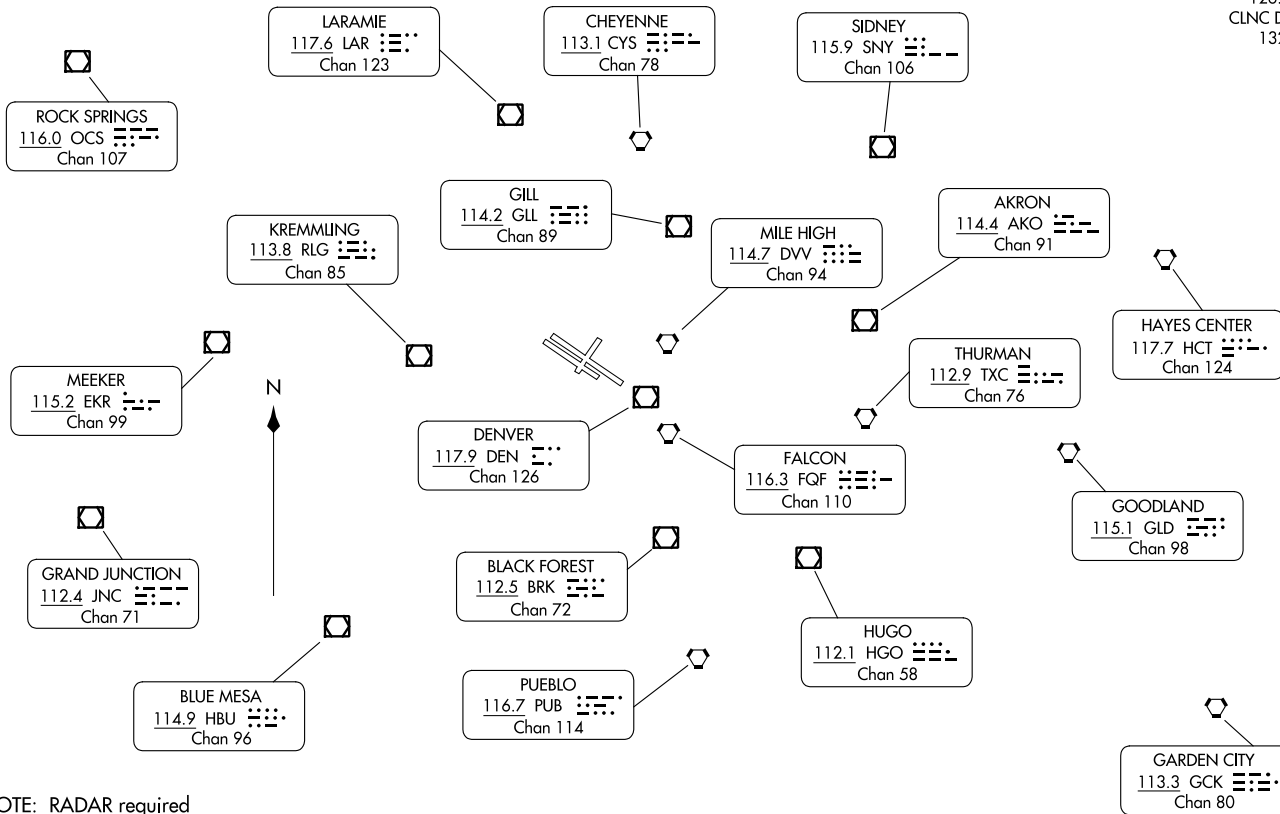 CLNC D
LARAMIE
117.6 LAR
Chan 123
CHEYENNE
113.1 CYS
Chan 78
SIDNEY
115.9 SNY
Chan 106
ROCK SPRINGS
116.0 OCS
Chan 107
GILL
114.2 GLL
Chan 89
AKRON
114.4 AKO
Chan 91
KREMMLING
113.8 RLG
Chan 85
MILE HIGH
114.7 DVV
Chan 94
HAYES CENTER
117.7 HCT
Chan 124
MEEKER
115.2 EKR
Chan 99
N
THURMAN
112.9 TXC
Chan 76
DENVER
117.9 DEN
Chan 126
FALCON
116.3 FQF
Chan 110
GOODLAND
115.1 GLD
Chan 98
GRAND JUNCTION
112.4 JNC
Chan 71
BLACK FOREST
112.5 BRK
Chan 72
HUGO
112.1 HGO
Chan 58
BLUE MESA
114.9 HBU
Chan 96
PUEBLO
116.7 PUB
Chan 114
GARDEN CITY
113.3 GCK
Chan 80
OTE: RADAR required